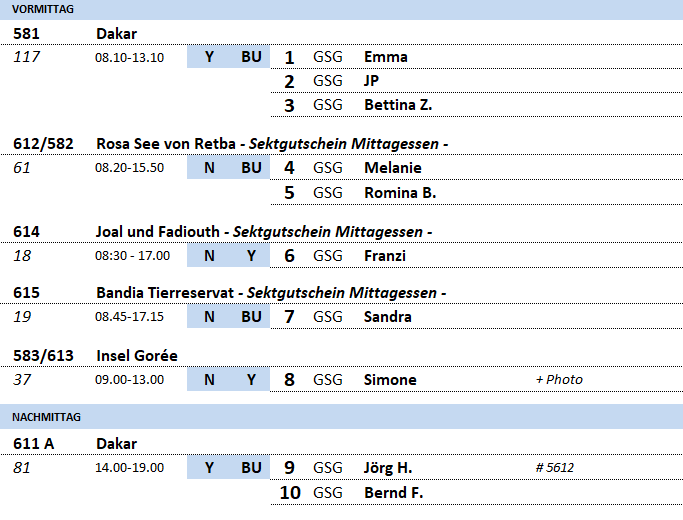 VORMITTAG
581 Dakar
117 08.10-13.10 Y BU 1 GSG Emma
2 GSG JP
3 GSG Bettina Z.
612/582 Rosa See von Retba - Sektgutschein Mittagessen -
61 08.20-15.50 N BU 4 GSG Melanie
5 GSG Romina B.
614 Joal und Fadiouth - Sektgutschein Mittagessen -
18 08:30 - 17.00 N Y 6 GSG Franzi
615 Bandia Tierreservat - Sektgutschein Mittagessen -
19 08.45-17.15 N BU 7 GSG Sandra
583/613 Insel Gorée
37 09.00-13.00 N Y 8 GSG Simone + Photo
NACHMITTAG
611 A Dakar
81 14.00-19.00 Y BU 9 GSG Jörg H. # 5612
10 GSG Bernd F.